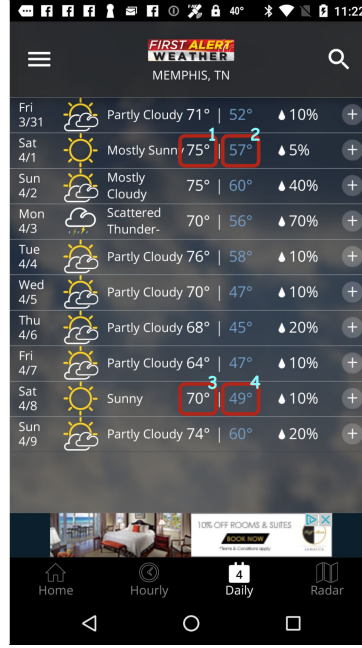 40° 11:22
FIRST ALERT
WEATHER
MEMPHIS, TN
Fri 3/31 Partly Cloudy 71° | 52° 10% +
1 2
Sat 4/1 Mostly Sunny 75° | 57° 5% +
Sun 4/2 Mostly Cloudy 75° | 60° 40% +
Mon 4/3 Scattered Thunder- 70° | 56° 70% +
Tue 4/4 Partly Cloudy 76° | 58° 10% +
Wed 4/5 Partly Cloudy 70° | 47° 10% +
Thu 4/6 Partly Cloudy 68° | 45° 20% +
Fri 4/7 Partly Cloudy 64° | 47° 10% +
3 4
Sat 4/8 Sunny 70° | 49° 10% +
Sun 4/9 Partly Cloudy 74° | 60° 20% +
10% OFF ROOMS & SUITES
BOOK NOW
*Terms & Conditions apply
JAMAICA
4
Home Hourly Daily Radar